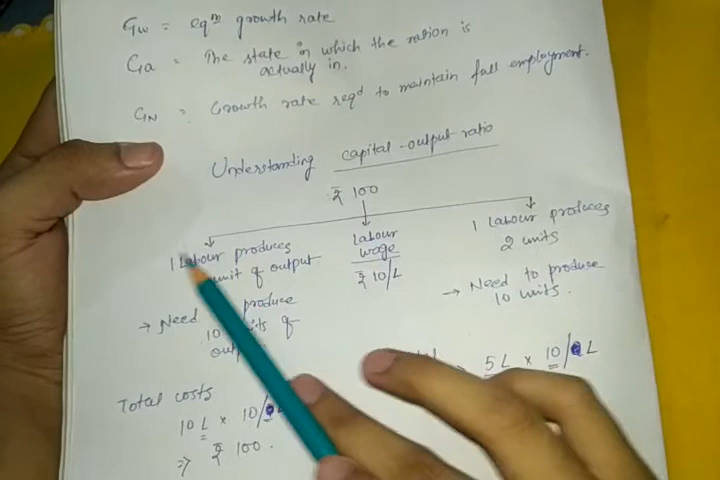 Gw = eqm growth rate
Ga = The state in which the nation is
actually in.
GN = Growth rate reqd to maintain full employment.
Understanding capital-output ratio
₹ 100
1 Labour produces
unit of output
→ Need produce
10 units of
Labour
wage
₹ 10/L
1 Labour produces
2 units
→ Need to produce
10 units.
Total costs
10 L × 10/
⇒ ₹ 100.
5 L × 10/ L